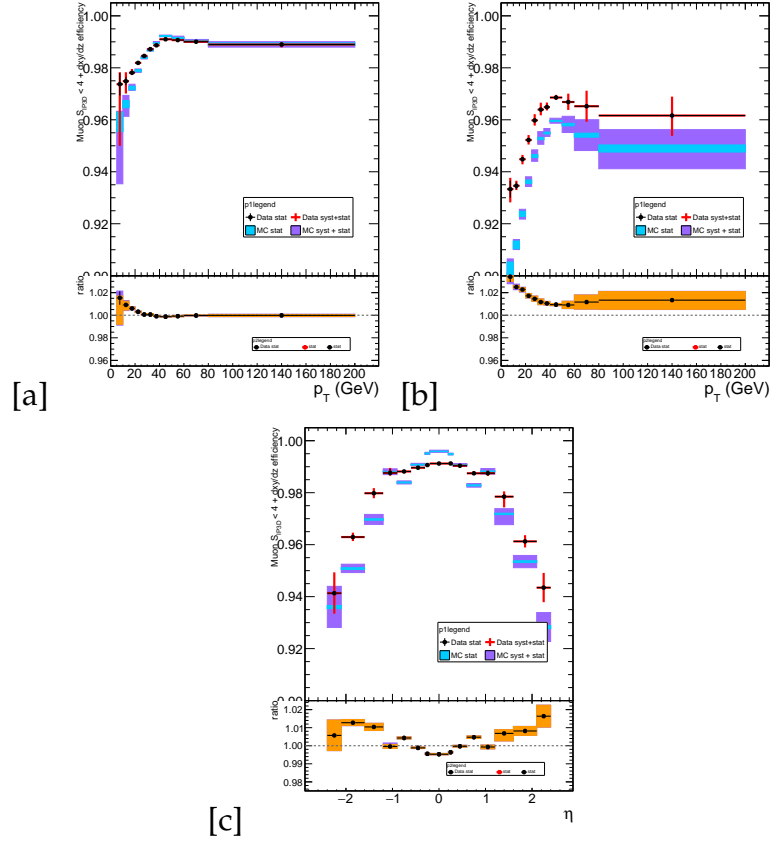 Muon S_IP3D < 4 + dxy/dz efficiency
1.00
0.98
0.96
0.94
0.92
0.90
p1legend
Data stat
Data syst+stat
MC stat
MC syst + stat
ratio
1.02
1.00
0.98
0.96
p2legend
Data stat
stat
stat
0 20 40 60 80 100 120 140 160 180 200
p_T (GeV)
[a]
Muon S_IP3D < 4 + dxy/dz efficiency
1.00
0.98
0.96
0.94
0.92
0.90
p1legend
Data stat
Data syst+stat
MC stat
MC syst + stat
ratio
1.02
1.00
0.98
0.96
p2legend
Data stat
stat
stat
0 20 40 60 80 100 120 140 160 180 200
p_T (GeV)
[b]
Muon S_IP3D < 4 + dxy/dz efficiency
1.00
0.98
0.96
0.94
0.92
0.90
p1legend
Data stat
Data syst+stat
MC stat
MC syst + stat
ratio
1.02
1.01
1.00
0.99
0.98
0.97
p2legend
Data stat
stat
stat
−2 −1 0 1 2
η
[c]